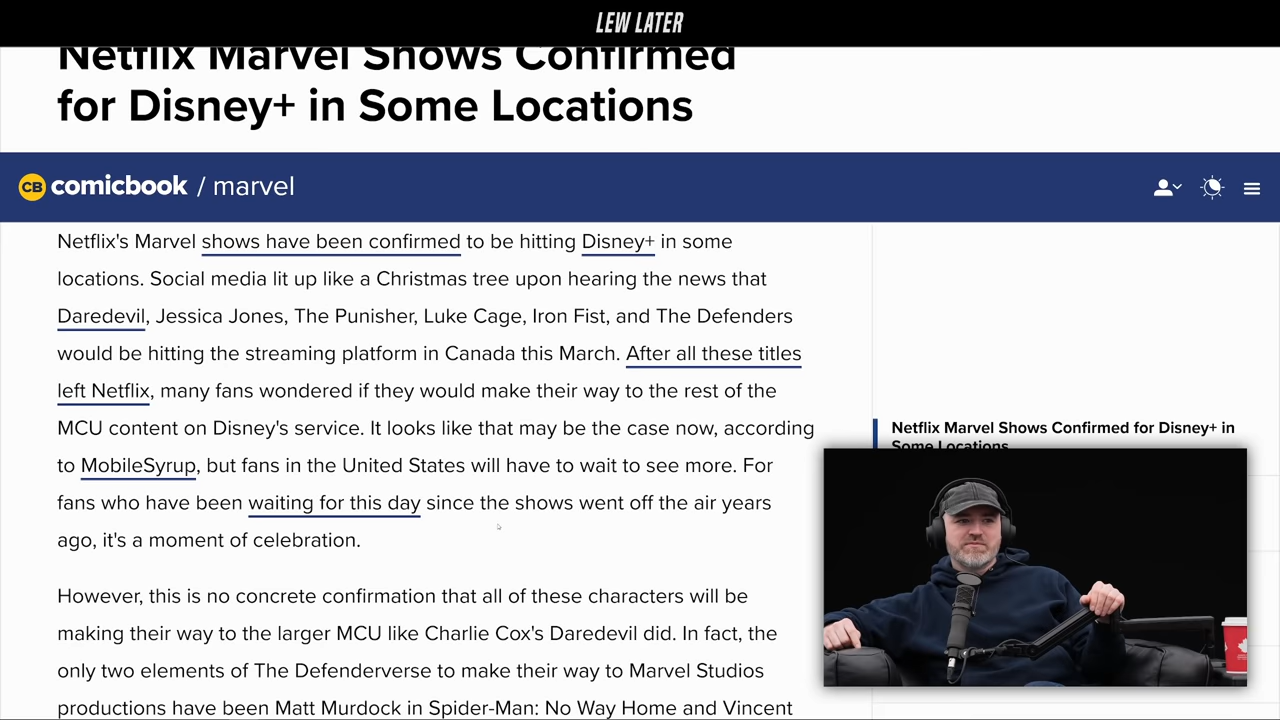 LEW LATER
Netflix Marvel Shows Confirmed
for Disney+ in Some Locations
CB comicbook / marvel
Netflix's Marvel shows have been confirmed to be hitting Disney+ in some
locations. Social media lit up like a Christmas tree upon hearing the news that
Daredevil, Jessica Jones, The Punisher, Luke Cage, Iron Fist, and The Defenders
would be hitting the streaming platform in Canada this March. After all these titles
left Netflix, many fans wondered if they would make their way to the rest of the
MCU content on Disney's service. It looks like that may be the case now, according
to MobileSyrup, but fans in the United States will have to wait to see more. For
fans who have been waiting for this day since the shows went off the air years
ago, it's a moment of celebration.
However, this is no concrete confirmation that all of these characters will be
making their way to the larger MCU like Charlie Cox's Daredevil did. In fact, the
only two elements of The Defenderverse to make their way to Marvel Studios
productions have been Matt Murdock in Spider-Man: No Way Home and Vincent
Netflix Marvel Shows Confirmed for Disney+ in
Some Locations